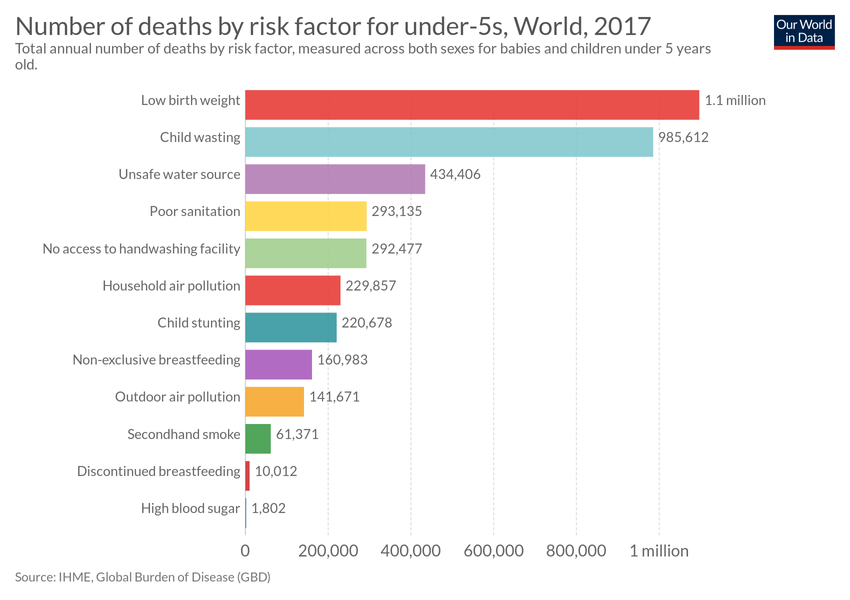 Number of deaths by risk factor for under-5s, World, 2017
Our World
in Data
Total annual number of deaths by risk factor, measured across both sexes for babies and children under 5 years
old.
Low birth weight 1.1 million
Child wasting 985,612
Unsafe water source 434,406
Poor sanitation 293,135
No access to handwashing facility 292,477
Household air pollution 229,857
Child stunting 220,678
Non-exclusive breastfeeding 160,983
Outdoor air pollution 141,671
Secondhand smoke 61,371
Discontinued breastfeeding 10,012
High blood sugar 1,802
0 200,000 400,000 600,000 800,000 1 million
Source: IHME, Global Burden of Disease (GBD)